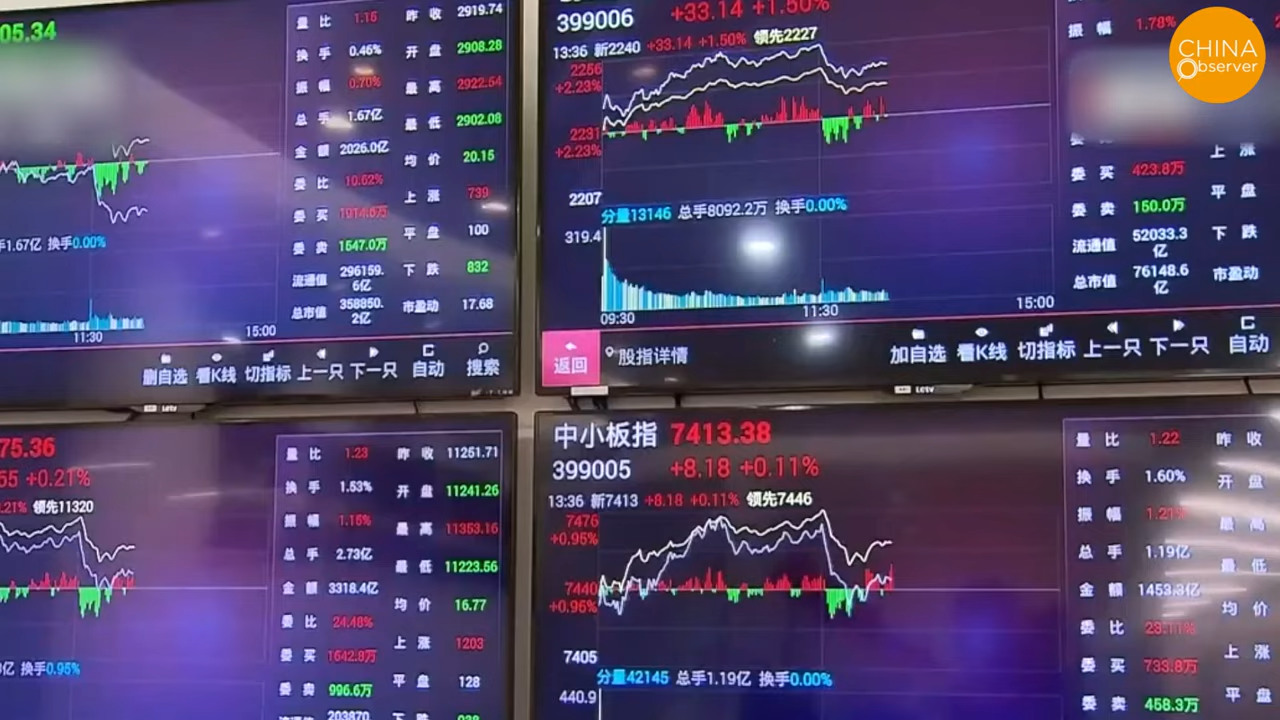 05.34
量比 1.15 昨收 2919.74
换手 0.46% 开盘 2908.28
振幅 0.70% 最高 2922.54
总手 1.67亿 最低 2902.08
金额 2026.0亿 均价 20.15
委比 10.62% 上涨 739
委买 1914.6万 平盘 100
委卖 1547.0万 下跌 832
流通值 296159.6亿
总市值 358850.2亿 市盈动 17.68
手1.67亿 换手0.00%
11:30
15:00
删自选 看K线 切指标 上一只 下一只 自动 搜索
Letv
399006
+33.14 +1.50%
13:36 新2240 +33.14 +1.50% 领先2227
2256
+2.23%
2231
+2.23%
2207
分量13146 总手8092.2万 换手0.00%
319.4
09:30
11:30
15:00
1.78%
振幅
上涨
委买 423.8万 平盘
委卖 150.0万 下跌
流通值 52033.3亿
总市值 76148.6亿 市盈动
返回
股指详情
加自选 看K线 切指标 上一只 下一只 自动
Letv
CHINA
Observer
75.36
55 +0.21%
.21% 领先11320
量比 1.23 昨收 11251.71
换手 1.53% 开盘 11241.26
振幅 1.15% 最高 11353.16
总手 2.73亿 最低 11223.56
金额 3318.4亿 均价 16.77
委比 24.48% 上涨 1203
委买 1642.8万 平盘 128
委卖 996.6万
亿 换手0.95%
中小板指 7413.38
399005 +8.18 +0.11%
13:36 新7413 +8.18 +0.11% 领先7446
7476
+0.95%
7440
+0.96%
7405
分量42145 总手1.19亿 换手0.00%
440.9
量比 1.22 昨收
换手 1.60% 开盘
振幅 1.21% 最高
总手 1.19亿 最低
金额 1453.3亿 均价
委比 23.11% 上涨
委买 733.8万 平盘
委卖 458.3万